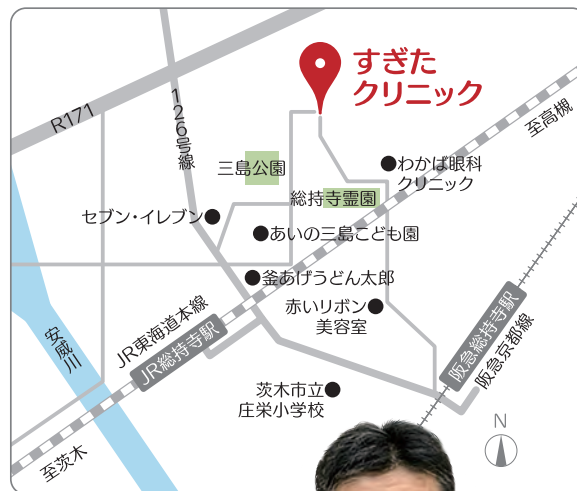 すぎた
クリニック
R171
126号線
至高槻
三島公園
わかば眼科
クリニック
総持寺霊園
セブン・イレブン
あいの三島こども園
釜あげうどん太郎
赤いリボン
美容室
JR東海道本線
JR総持寺駅
安威川
阪急総持寺駅
阪急京都線
茨木市立
庄栄小学校
至茨木
N